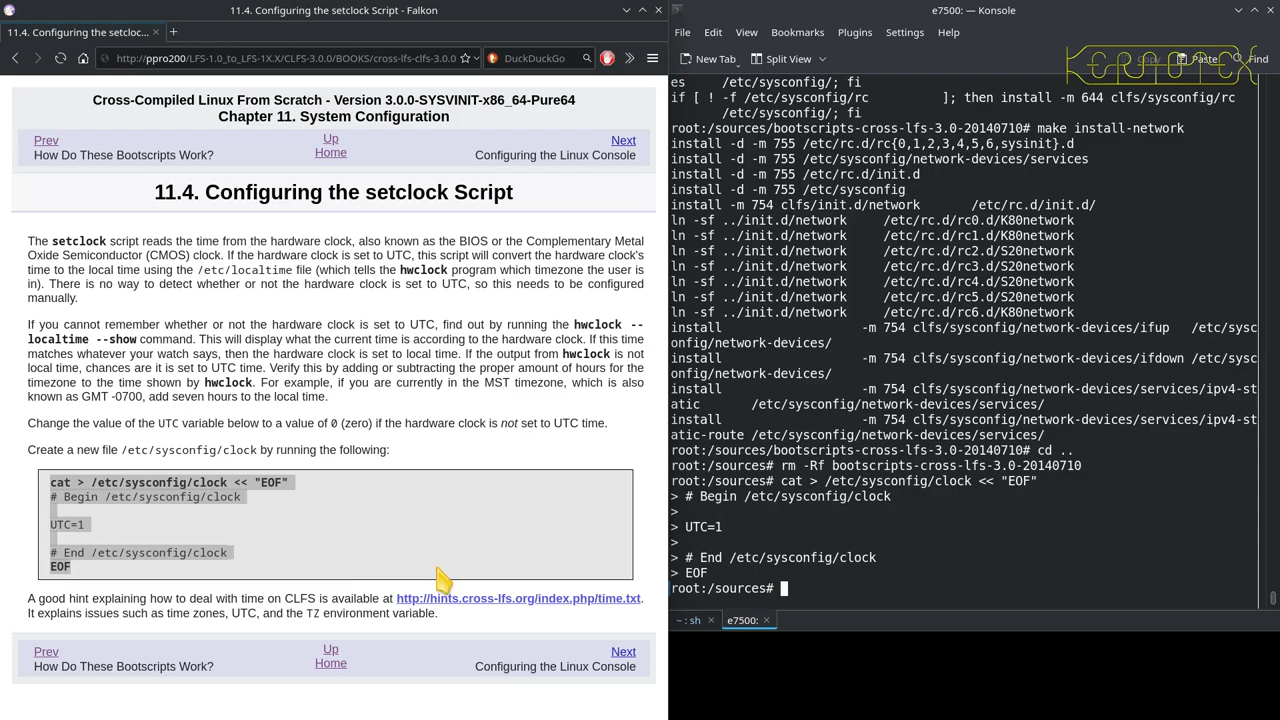 11.4. Configuring the setclock Script - Falkon
11.4. Configuring the setcloc...
http://ppro200/LFS-1.0_to_LFS-1X.X/CLFS-3.0.0/BOOKS/cross-lfs-clfs-3.0.0
DuckDuckGo
Cross-Compiled Linux From Scratch - Version 3.0.0-SYSVINIT-x86_64-Pure64
Chapter 11. System Configuration
Prev Up Next
How Do These Bootscripts Work? Home Configuring the Linux Console
11.4. Configuring the setclock Script
The setclock script reads the time from the hardware clock, also known as the BIOS or the Complementary Metal
Oxide Semiconductor (CMOS) clock. If the hardware clock is set to UTC, this script will convert the hardware clock's
time to the local time using the /etc/localtime file (which tells the hwclock program which timezone the user is
in). There is no way to detect whether or not the hardware clock is set to UTC, so this needs to be configured
manually.
If you cannot remember whether or not the hardware clock is set to UTC, find out by running the hwclock --
localtime --show command. This will display what the current time is according to the hardware clock. If this time
matches whatever your watch says, then the hardware clock is set to local time. If the output from hwclock is not
local time, chances are it is set to UTC time. Verify this by adding or subtracting the proper amount of hours for the
timezone to the time shown by hwclock. For example, if you are currently in the MST timezone, which is also
known as GMT -0700, add seven hours to the local time.
Change the value of the UTC variable below to a value of 0 (zero) if the hardware clock is not set to UTC time.
Create a new file /etc/sysconfig/clock by running the following:
cat > /etc/sysconfig/clock << "EOF"
# Begin /etc/sysconfig/clock
UTC=1
# End /etc/sysconfig/clock
EOF
A good hint explaining how to deal with time on CLFS is available at http://hints.cross-lfs.org/index.php/time.txt.
It explains issues such as time zones, UTC, and the TZ environment variable.
Prev Up Next
How Do These Bootscripts Work? Home Configuring the Linux Console
e7500: — Konsole
File Edit View Bookmarks Plugins Settings Help
New Tab Split View Copy Paste Find
es /etc/sysconfig/; fi
if [ ! -f /etc/sysconfig/rc ]; then install -m 644 clfs/sysconfig/rc
/etc/sysconfig/; fi
root:/sources/bootscripts-cross-lfs-3.0-20140710# make install-network
install -d -m 755 /etc/rc.d/rc{0,1,2,3,4,5,6,sysinit}.d
install -d -m 755 /etc/sysconfig/network-devices/services
install -d -m 755 /etc/rc.d/init.d
install -d -m 755 /etc/sysconfig
install -m 754 clfs/init.d/network /etc/rc.d/init.d/
ln -sf ../init.d/network /etc/rc.d/rc0.d/K80network
ln -sf ../init.d/network /etc/rc.d/rc1.d/K80network
ln -sf ../init.d/network /etc/rc.d/rc2.d/S20network
ln -sf ../init.d/network /etc/rc.d/rc3.d/S20network
ln -sf ../init.d/network /etc/rc.d/rc4.d/S20network
ln -sf ../init.d/network /etc/rc.d/rc5.d/S20network
ln -sf ../init.d/network /etc/rc.d/rc6.d/K80network
install -m 754 clfs/sysconfig/network-devices/ifup /etc/sysc
onfig/network-devices/
install -m 754 clfs/sysconfig/network-devices/ifdown /etc/sysc
onfig/network-devices/
install -m 754 clfs/sysconfig/network-devices/services/ipv4-st
atic /etc/sysconfig/network-devices/services/
install -m 754 clfs/sysconfig/network-devices/services/ipv4-st
atic-route /etc/sysconfig/network-devices/services/
root:/sources/bootscripts-cross-lfs-3.0-20140710# cd ..
root:/sources# rm -Rf bootscripts-cross-lfs-3.0-20140710
root:/sources# cat > /etc/sysconfig/clock << "EOF"
> # Begin /etc/sysconfig/clock
>
> UTC=1
>
> # End /etc/sysconfig/clock
> EOF
root:/sources#
~ : sh e7500: